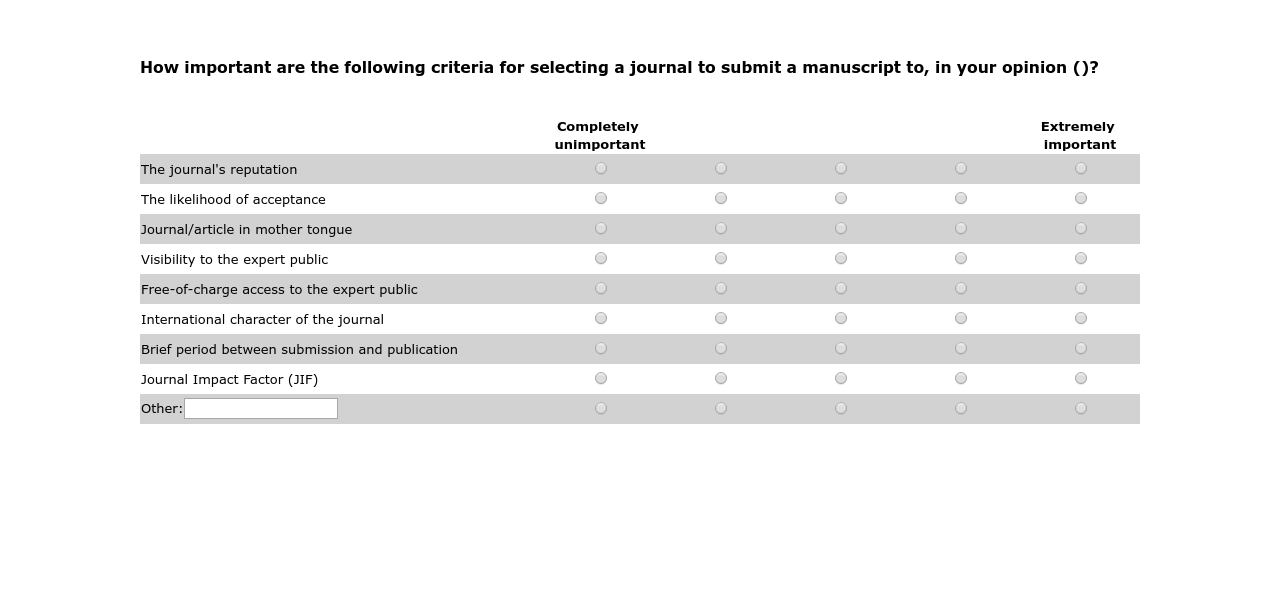 How important are the following criteria for selecting a journal to submit a manuscript to, in your opinion ()?
Completely unimportant
Extremely important
The journal's reputation
The likelihood of acceptance
Journal/article in mother tongue
Visibility to the expert public
Free-of-charge access to the expert public
International character of the journal
Brief period between submission and publication
Journal Impact Factor (JIF)
Other: